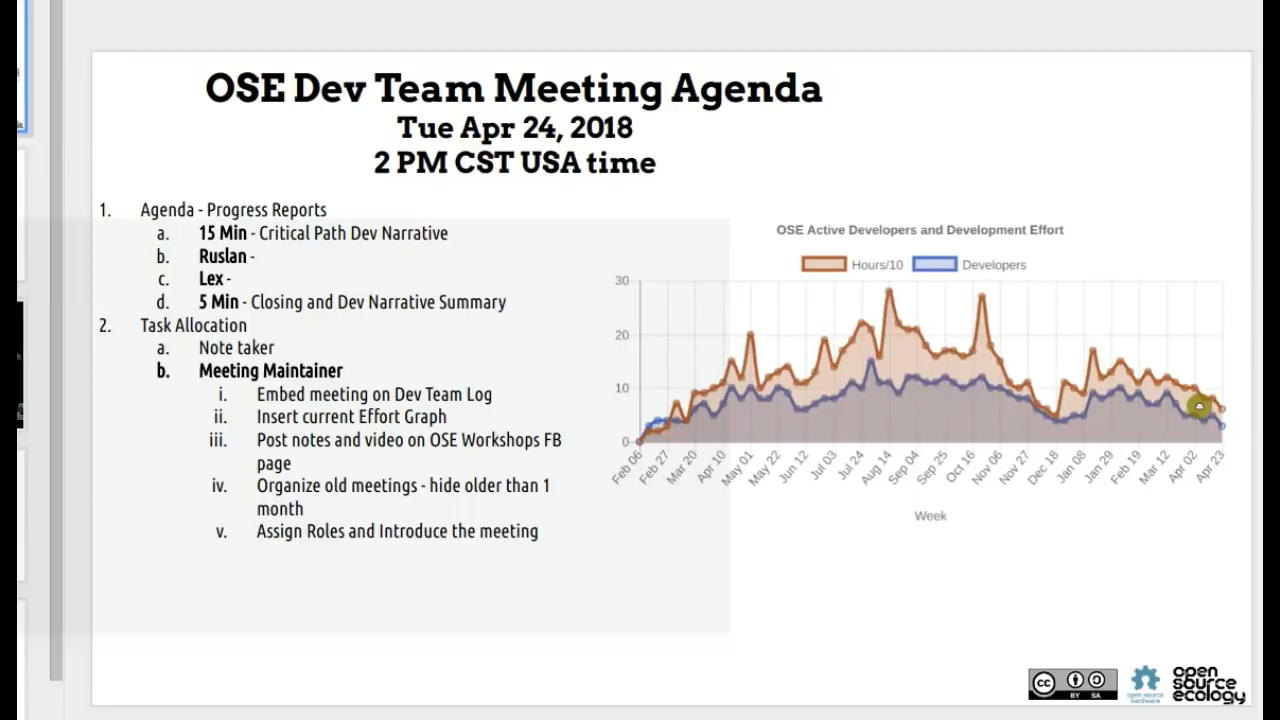 OSE Dev Team Meeting Agenda
Tue Apr 24, 2018
2 PM CST USA time
1. Agenda - Progress Reports
a. 15 Min - Critical Path Dev Narrative
b. Ruslan -
c. Lex -
d. 5 Min - Closing and Dev Narrative Summary
2. Task Allocation
a. Note taker
b. Meeting Maintainer
i. Embed meeting on Dev Team Log
ii. Insert current Effort Graph
iii. Post notes and video on OSE Workshops FB
page
iv. Organize old meetings - hide older than 1
month
v. Assign Roles and Introduce the meeting
OSE Active Developers and Development Effort
Hours/10 Developers
30
20
10
0
Feb 06 Feb 27 Mar 20 Apr 10 May 01 May 22 Jun 12 Jul 03 Jul 24 Aug 14 Sep 04 Sep 25 Oct 16 Nov 06 Nov 27 Dec 18 Jan 08 Jan 29 Feb 19 Mar 12 Apr 02 Apr 23
Week
cc BY SA
open source
hardware
open
source
ecology